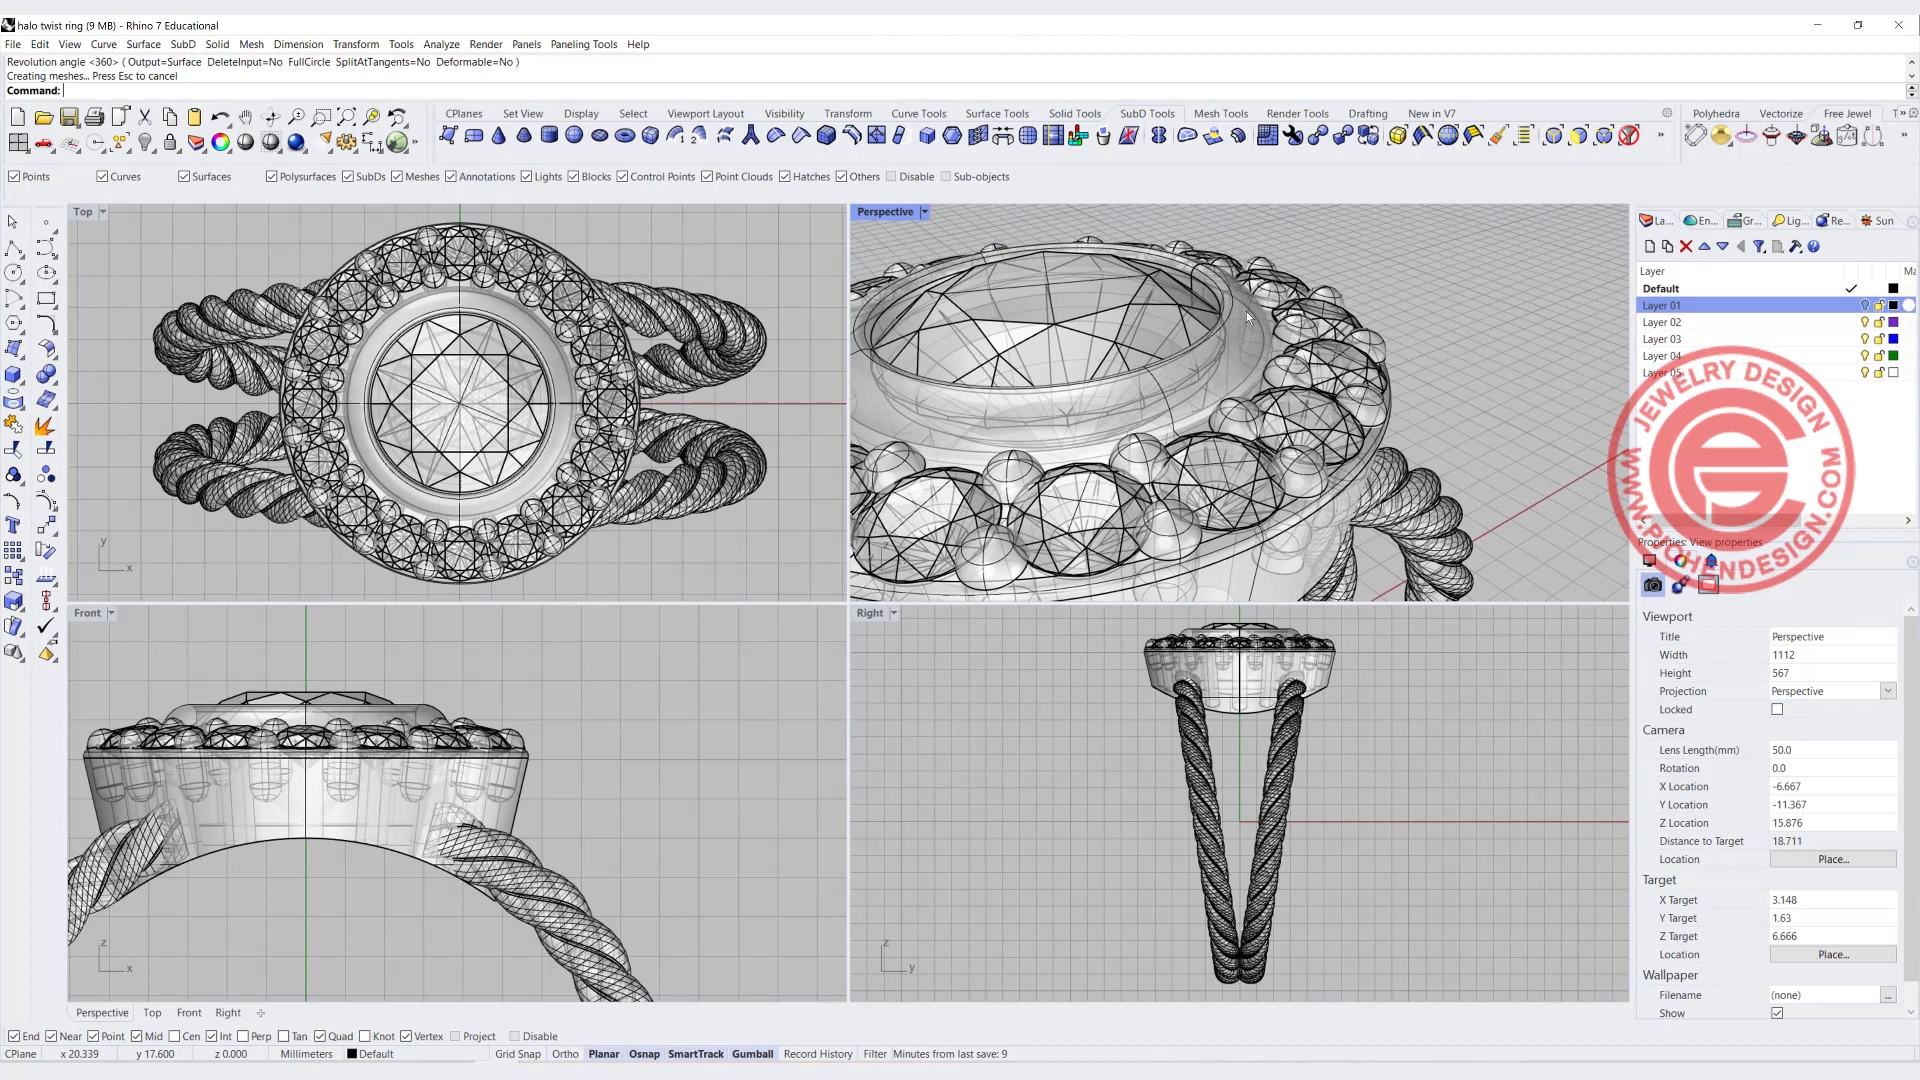 halo twist ring (9 MB) - Rhino 7 Educational
File Edit View Curve Surface SubD Solid Mesh Dimension Transform Tools Analyze Render Panels Paneling Tools Help
Revolution angle <360> ( Output=Surface DeleteInput=No FullCircle SplitAtTangents=No Deformable=No )
Creating meshes... Press Esc to cancel
Command:
CPlanes Set View Display Select Viewport Layout Visibility Transform Curve Tools Surface Tools Solid Tools SubD Tools Mesh Tools Render Tools Drafting New in V7
Polyhedra Vectorize Free Jewel T
Points Curves Surfaces Polysurfaces SubDs Meshes Annotations Lights Blocks Control Points Point Clouds Hatches Others Disable Sub-objects
Top
Perspective
La... En... Gr... Lig... Re... Sun
Layer Ma
Default
Layer 01
Layer 02
Layer 03
Layer 04
Layer 05
JEWELRY DESIGN
WWW.POHENDESIGN.COM
Properties: View properties
y
x
Front
Right
z
x
z
y
Viewport
Title Perspective
Width 1112
Height 567
Projection Perspective
Locked
Camera
Lens Length(mm) 50.0
Rotation 0.0
X Location -6.667
Y Location -11.367
Z Location 15.876
Distance to Target 18.711
Location Place...
Target
X Target 3.148
Y Target 1.63
Z Target 6.666
Location Place...
Wallpaper
Filename (none) ...
Show
Perspective Top Front Right
End Near Point Mid Cen Int Perp Tan Quad Knot Vertex Project Disable
CPlane x 20.339 y 17.600 z 0.000 Millimeters Default Grid Snap Ortho Planar Osnap SmartTrack Gumball Record History Filter Minutes from last save: 9